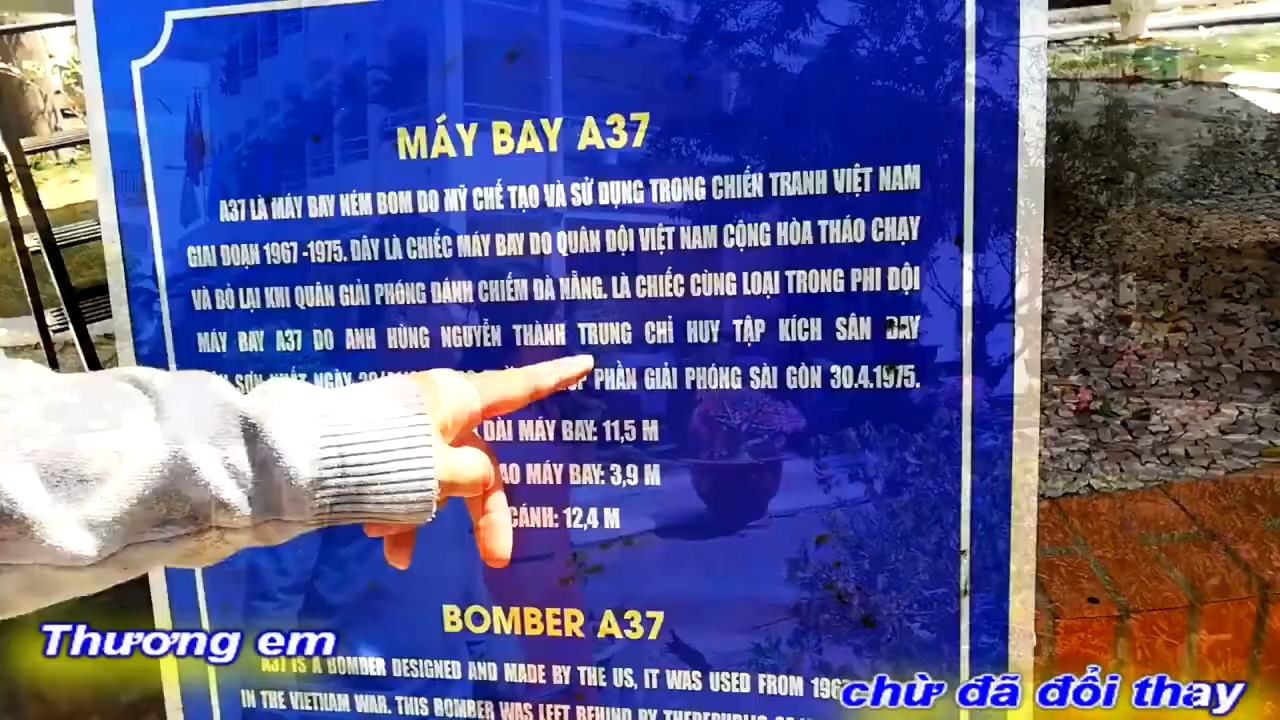 MÁY BAY A37
A37 LÀ MÁY BAY NÉM BOM DO MỸ CHẾ TẠO VÀ SỬ DỤNG TRONG CHIẾN TRANH VIỆT NAM
GIAI ĐOẠN 1967 -1975. ĐÂY LÀ CHIẾC MÁY BAY DO QUÂN ĐỘI VIỆT NAM CỘNG HÒA THÁO CHẠY
VÀ BỎ LẠI KHI QUÂN GIẢI PHÓNG ĐÁNH CHIẾM ĐÀ NẴNG. LÀ CHIẾC CÙNG LOẠI TRONG PHI ĐỘI
MÁY BAY A37 DO ANH HÙNG NGUYỄN THÀNH TRUNG CHỈ HUY TẬP KÍCH SÂN BAY
SƠN NHẤT NGÀY PHẦN GIẢI PHÓNG SÀI GÒN 30.4.1975.
DÀI MÁY BAY: 11,5 M
MÁY BAY: 3,9 M
CÁNH: 12,4 M
BOMBER A37
A37 IS A BOMBER DESIGNED AND MADE BY THE US, IT WAS USED FROM
IN THE VIETNAM WAR. THIS BOMBER WAS LEFT BEHIND BY
Thương em
chừ đã đổi thay